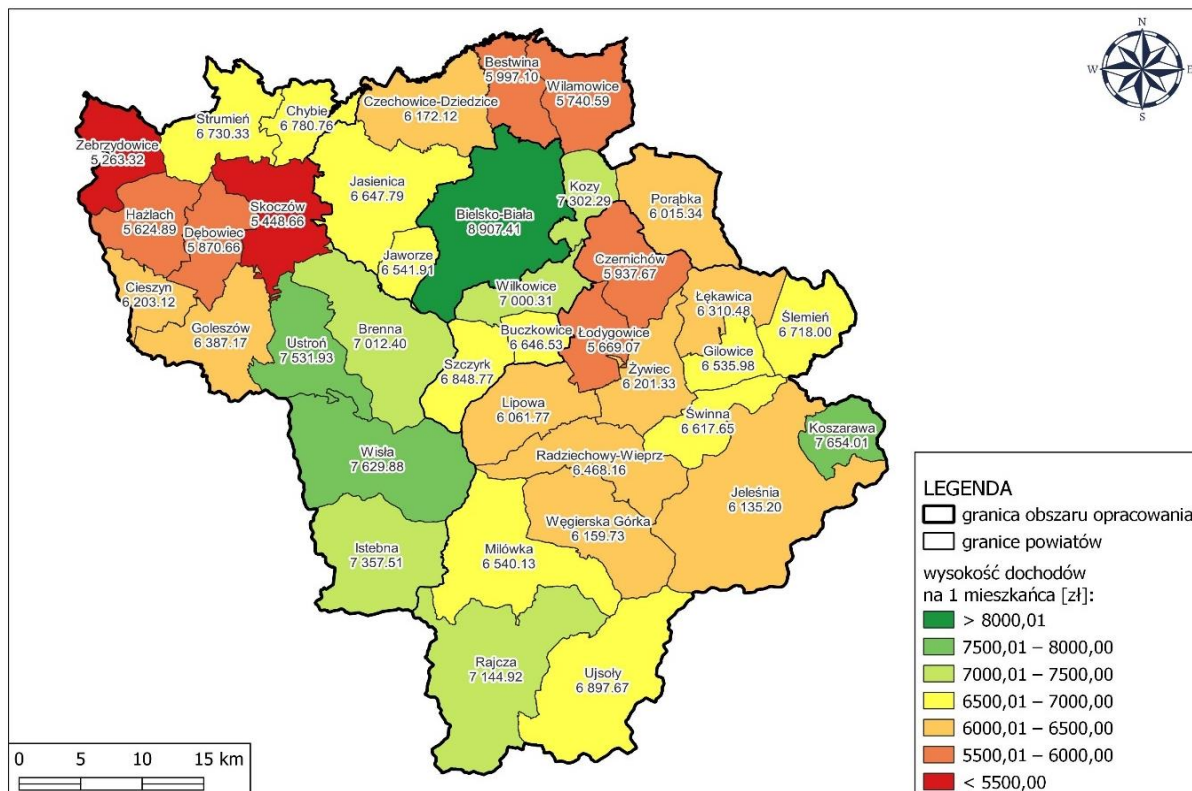 N
W
E
S
Bestwina
5 997.10
Wilamowice
5 740.59
Czechowice-Dziedzice
6 172.12
Strumień
6 730.33
Chybie
6 780.76
Zebrzydowice
5 263.32
Jasienica
6 647.79
Kozy
7 302.29
Porąbka
6 015.34
Hażlach
5 624.89
Skoczów
5 448.66
Bielsko-Biała
8 907.41
Dębowiec
5 870.66
Jaworze
6 541.91
Czernichów
5 937.67
Cieszyn
6 203.12
Wilkowice
7 000.31
Łękawica
6 310.48
Ślemień
6 718.00
Goleszów
6 387.17
Ustroń
7 531.93
Brenna
7 012.40
Buczkowice
6 646.53
Łodygowice
5 669.07
Gilowice
6 535.98
Szczyrk
6 848.77
Żywiec
6 201.33
Lipowa
6 061.77
Świnna
6 617.65
Koszarawa
7 654.01
Wisła
7 629.88
Radziechowy-Wieprz
6 468.16
Jeleśnia
6 135.20
Węgierska Górka
6 159.73
Istebna
7 357.51
Milówka
6 540.13
Rajcza
7 144.92
Ujsoły
6 897.67
LEGENDA
granica obszaru opracowania
granice powiatów
wysokość dochodów
na 1 mieszkańca [zł]:
> 8000,01
7500,01 – 8000,00
7000,01 – 7500,00
6500,01 – 7000,00
6000,01 – 6500,00
5500,01 – 6000,00
< 5500,00
0 5 10 15 km